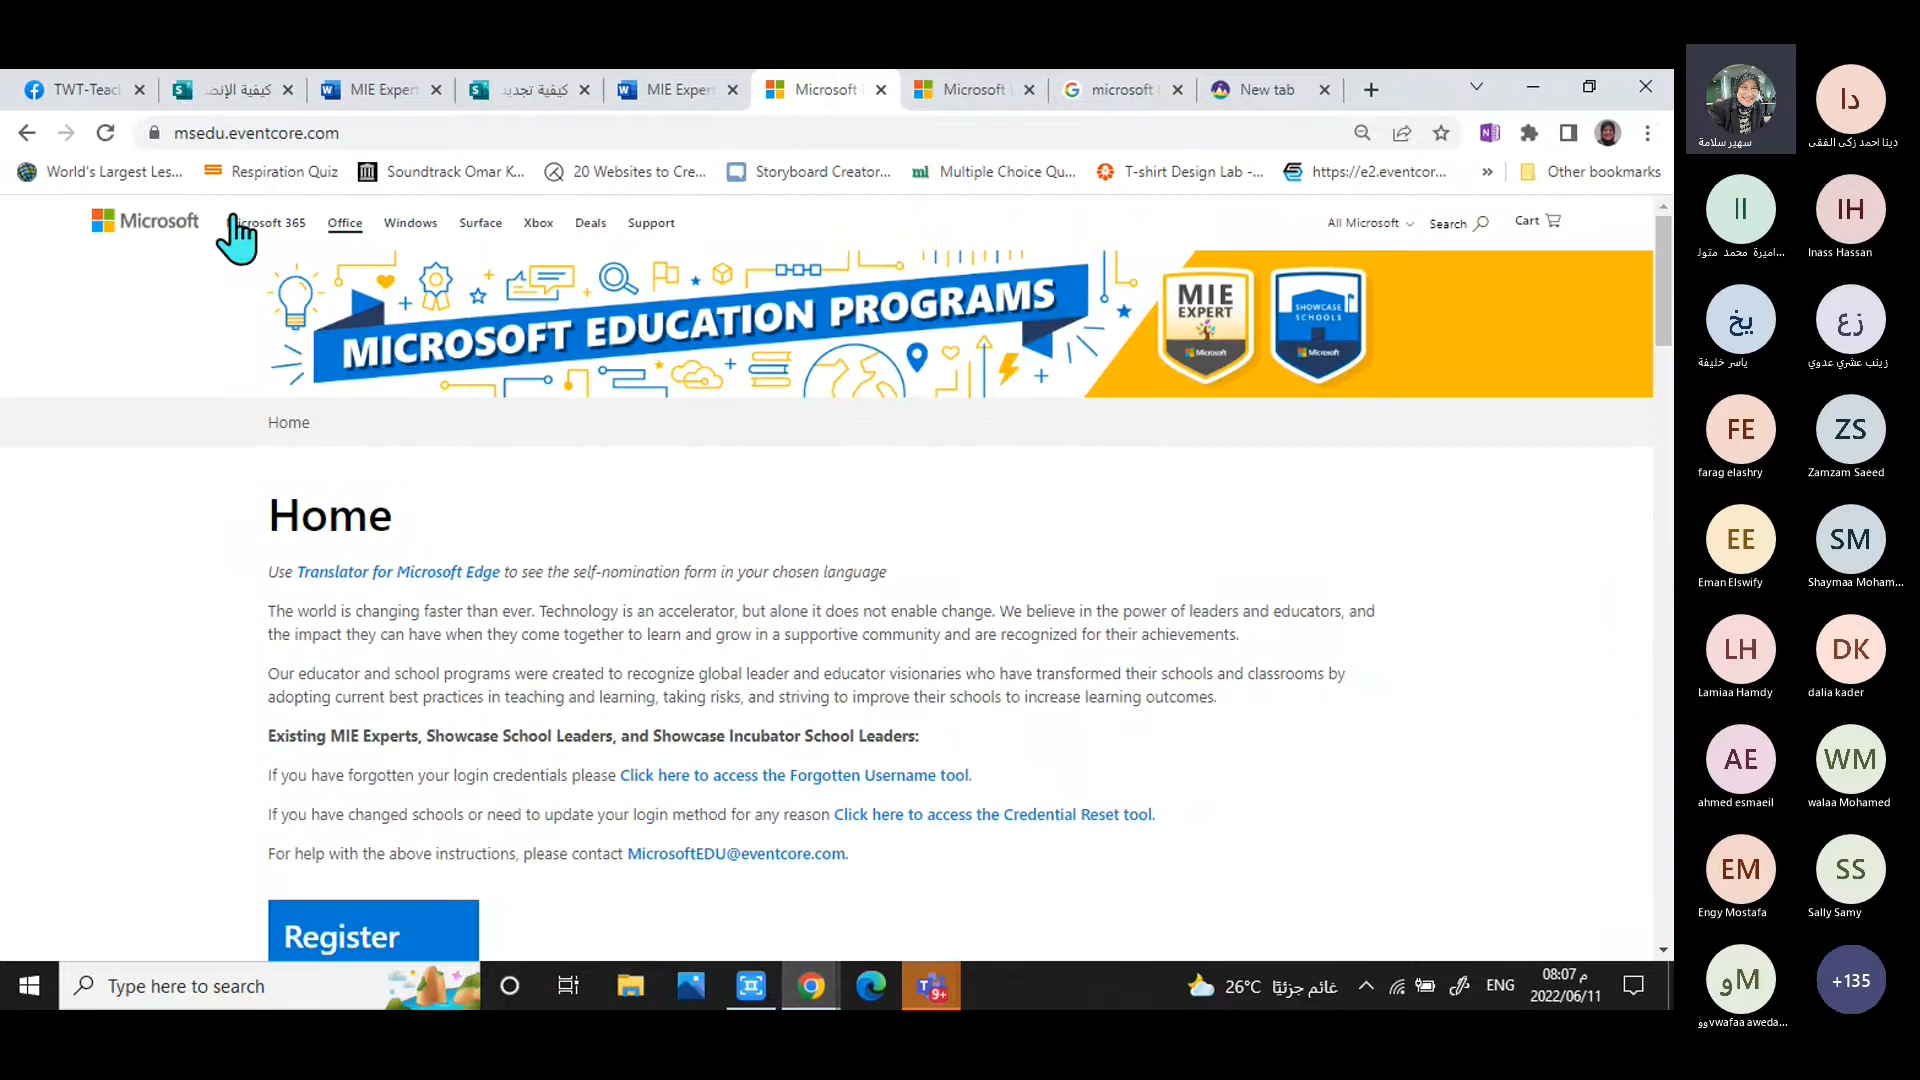 TWT-Teac
كيفية الإنض
MIE Exper
كيفية تجديد
MIE Exper
Microsoft
Microsoft
microsoft
New tab
msedu.eventcore.com
World's Largest Les...
Respiration Quiz
Soundtrack Omar K...
20 Websites to Cre...
Storyboard Creator...
Multiple Choice Qu...
T-shirt Design Lab -...
https://e2.eventcor...
»
Other bookmarks
Microsoft
crosoft 365
Office
Windows
Surface
Xbox
Deals
Support
All Microsoft
Search
Cart
MICROSOFT EDUCATION PROGRAMS
MIE
EXPERT
Microsoft
SHOWCASE
SCHOOLS
Microsoft
Home
Home
Use Translator for Microsoft Edge to see the self-nomination form in your chosen language
The world is changing faster than ever. Technology is an accelerator, but alone it does not enable change. We believe in the power of leaders and educators, and
the impact they can have when they come together to learn and grow in a supportive community and are recognized for their achievements.
Our educator and school programs were created to recognize global leader and educator visionaries who have transformed their schools and classrooms by
adopting current best practices in teaching and learning, taking risks, and striving to improve their schools to increase learning outcomes.
Existing MIE Experts, Showcase School Leaders, and Showcase Incubator School Leaders:
If you have forgotten your login credentials please Click here to access the Forgotten Username tool.
If you have changed schools or need to update your login method for any reason Click here to access the Credential Reset tool.
For help with the above instructions, please contact MicrosoftEDU@eventcore.com.
Register
Type here to search
9+
26°C غائم جزئيًا
ENG
08:07 م
2022/06/11
سهير سلامة
دا
دينا احمد زكى الفقى
اا
اميرة محمد متول...
IH
Inass Hassan
يخ
ياسر خليفة
زع
زينب عشري عدوي
FE
farag elashry
ZS
Zamzam Saeed
EE
Eman Elswify
SM
Shaymaa Moham...
LH
Lamiaa Hamdy
DK
dalia kader
AE
ahmed esmaeil
WM
walaa Mohamed
EM
Engy Mostafa
SS
Sally Samy
وM
ووvwafaa aweda...
+135